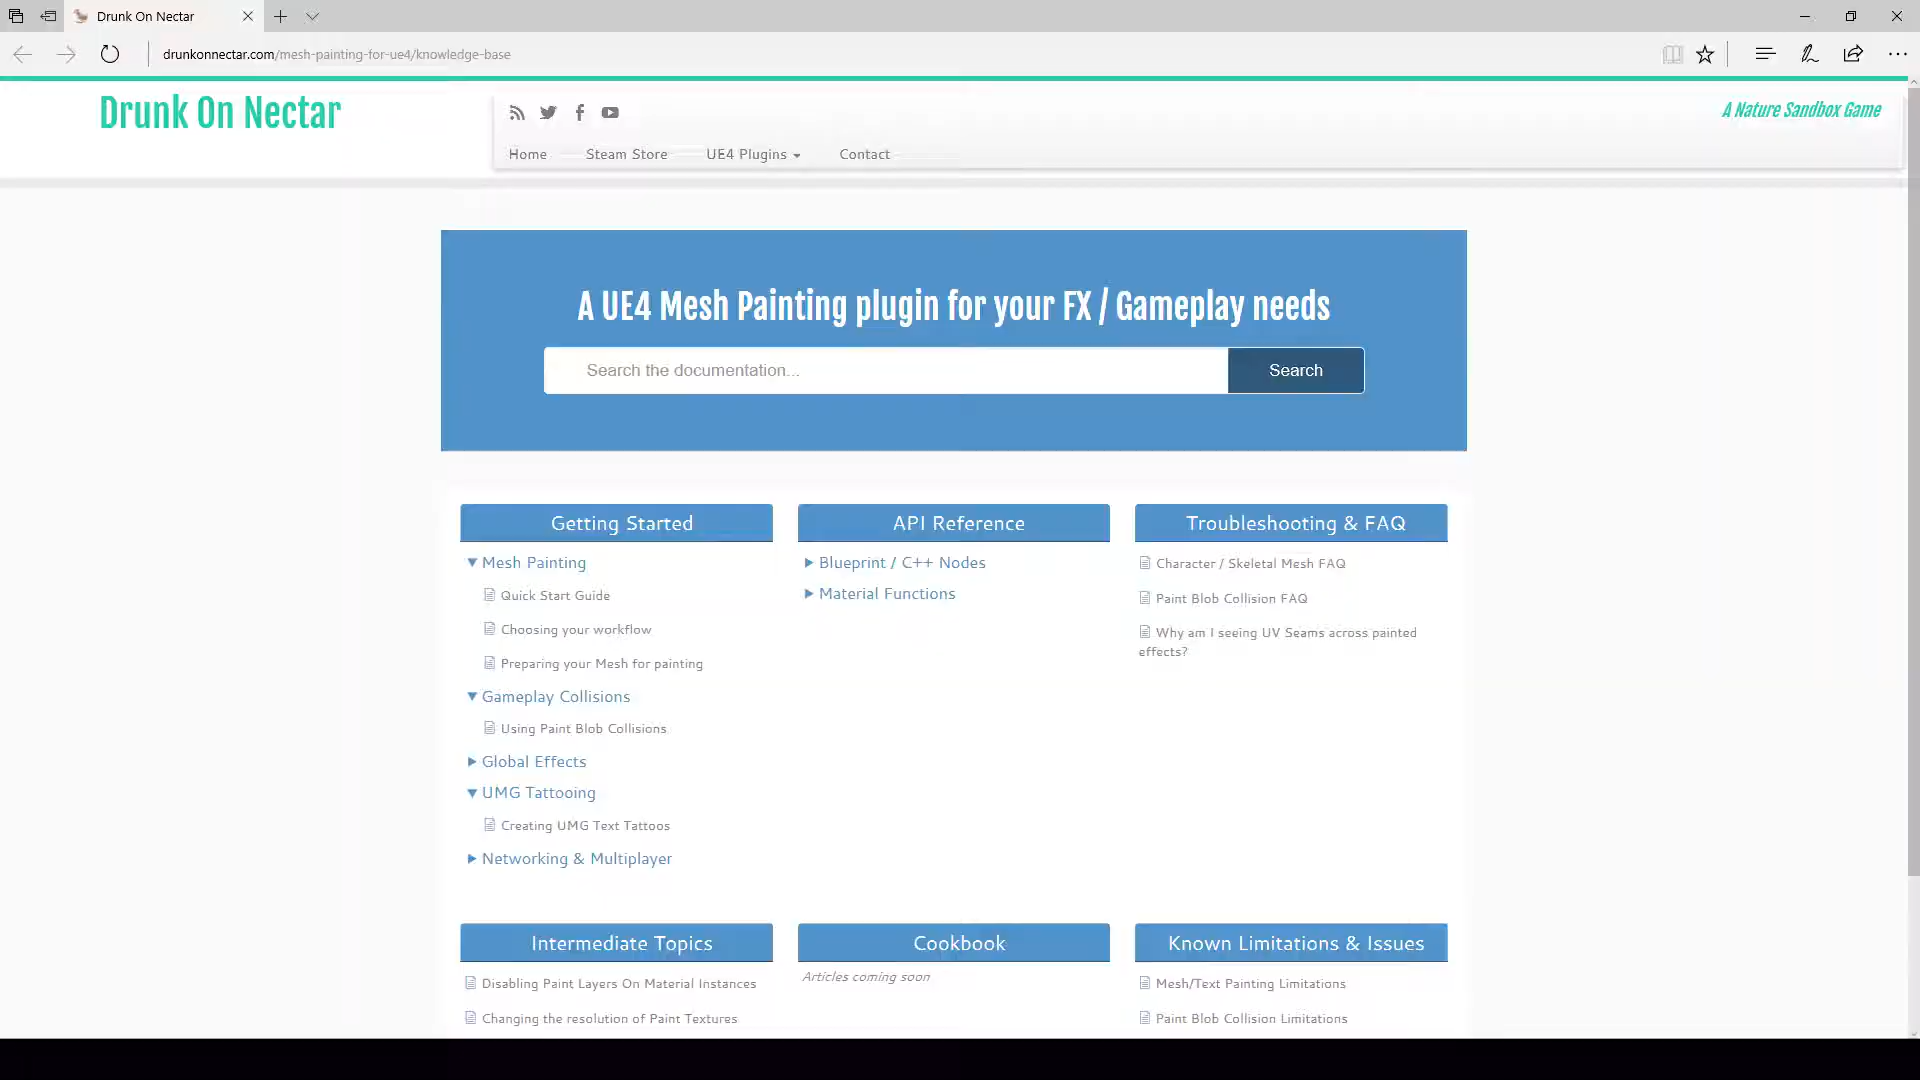 Drunk On Nectar
drunkonnectar.com/mesh-painting-for-ue4/knowledge-base
Drunk On Nectar
A Nature Sandbox Game
Home Steam Store UE4 Plugins Contact
A UE4 Mesh Painting plugin for your FX / Gameplay needs
Search the documentation... Search
Getting Started
Mesh Painting
Quick Start Guide
Choosing your workflow
Preparing your Mesh for painting
Gameplay Collisions
Using Paint Blob Collisions
Global Effects
UMG Tattooing
Creating UMG Text Tattoos
Networking & Multiplayer
API Reference
Blueprint / C++ Nodes
Material Functions
Troubleshooting & FAQ
Character / Skeletal Mesh FAQ
Paint Blob Collision FAQ
Why am I seeing UV Seams across painted
effects?
Intermediate Topics
Disabling Paint Layers On Material Instances
Changing the resolution of Paint Textures
Cookbook
Articles coming soon
Known Limitations & Issues
Mesh/Text Painting Limitations
Paint Blob Collision Limitations